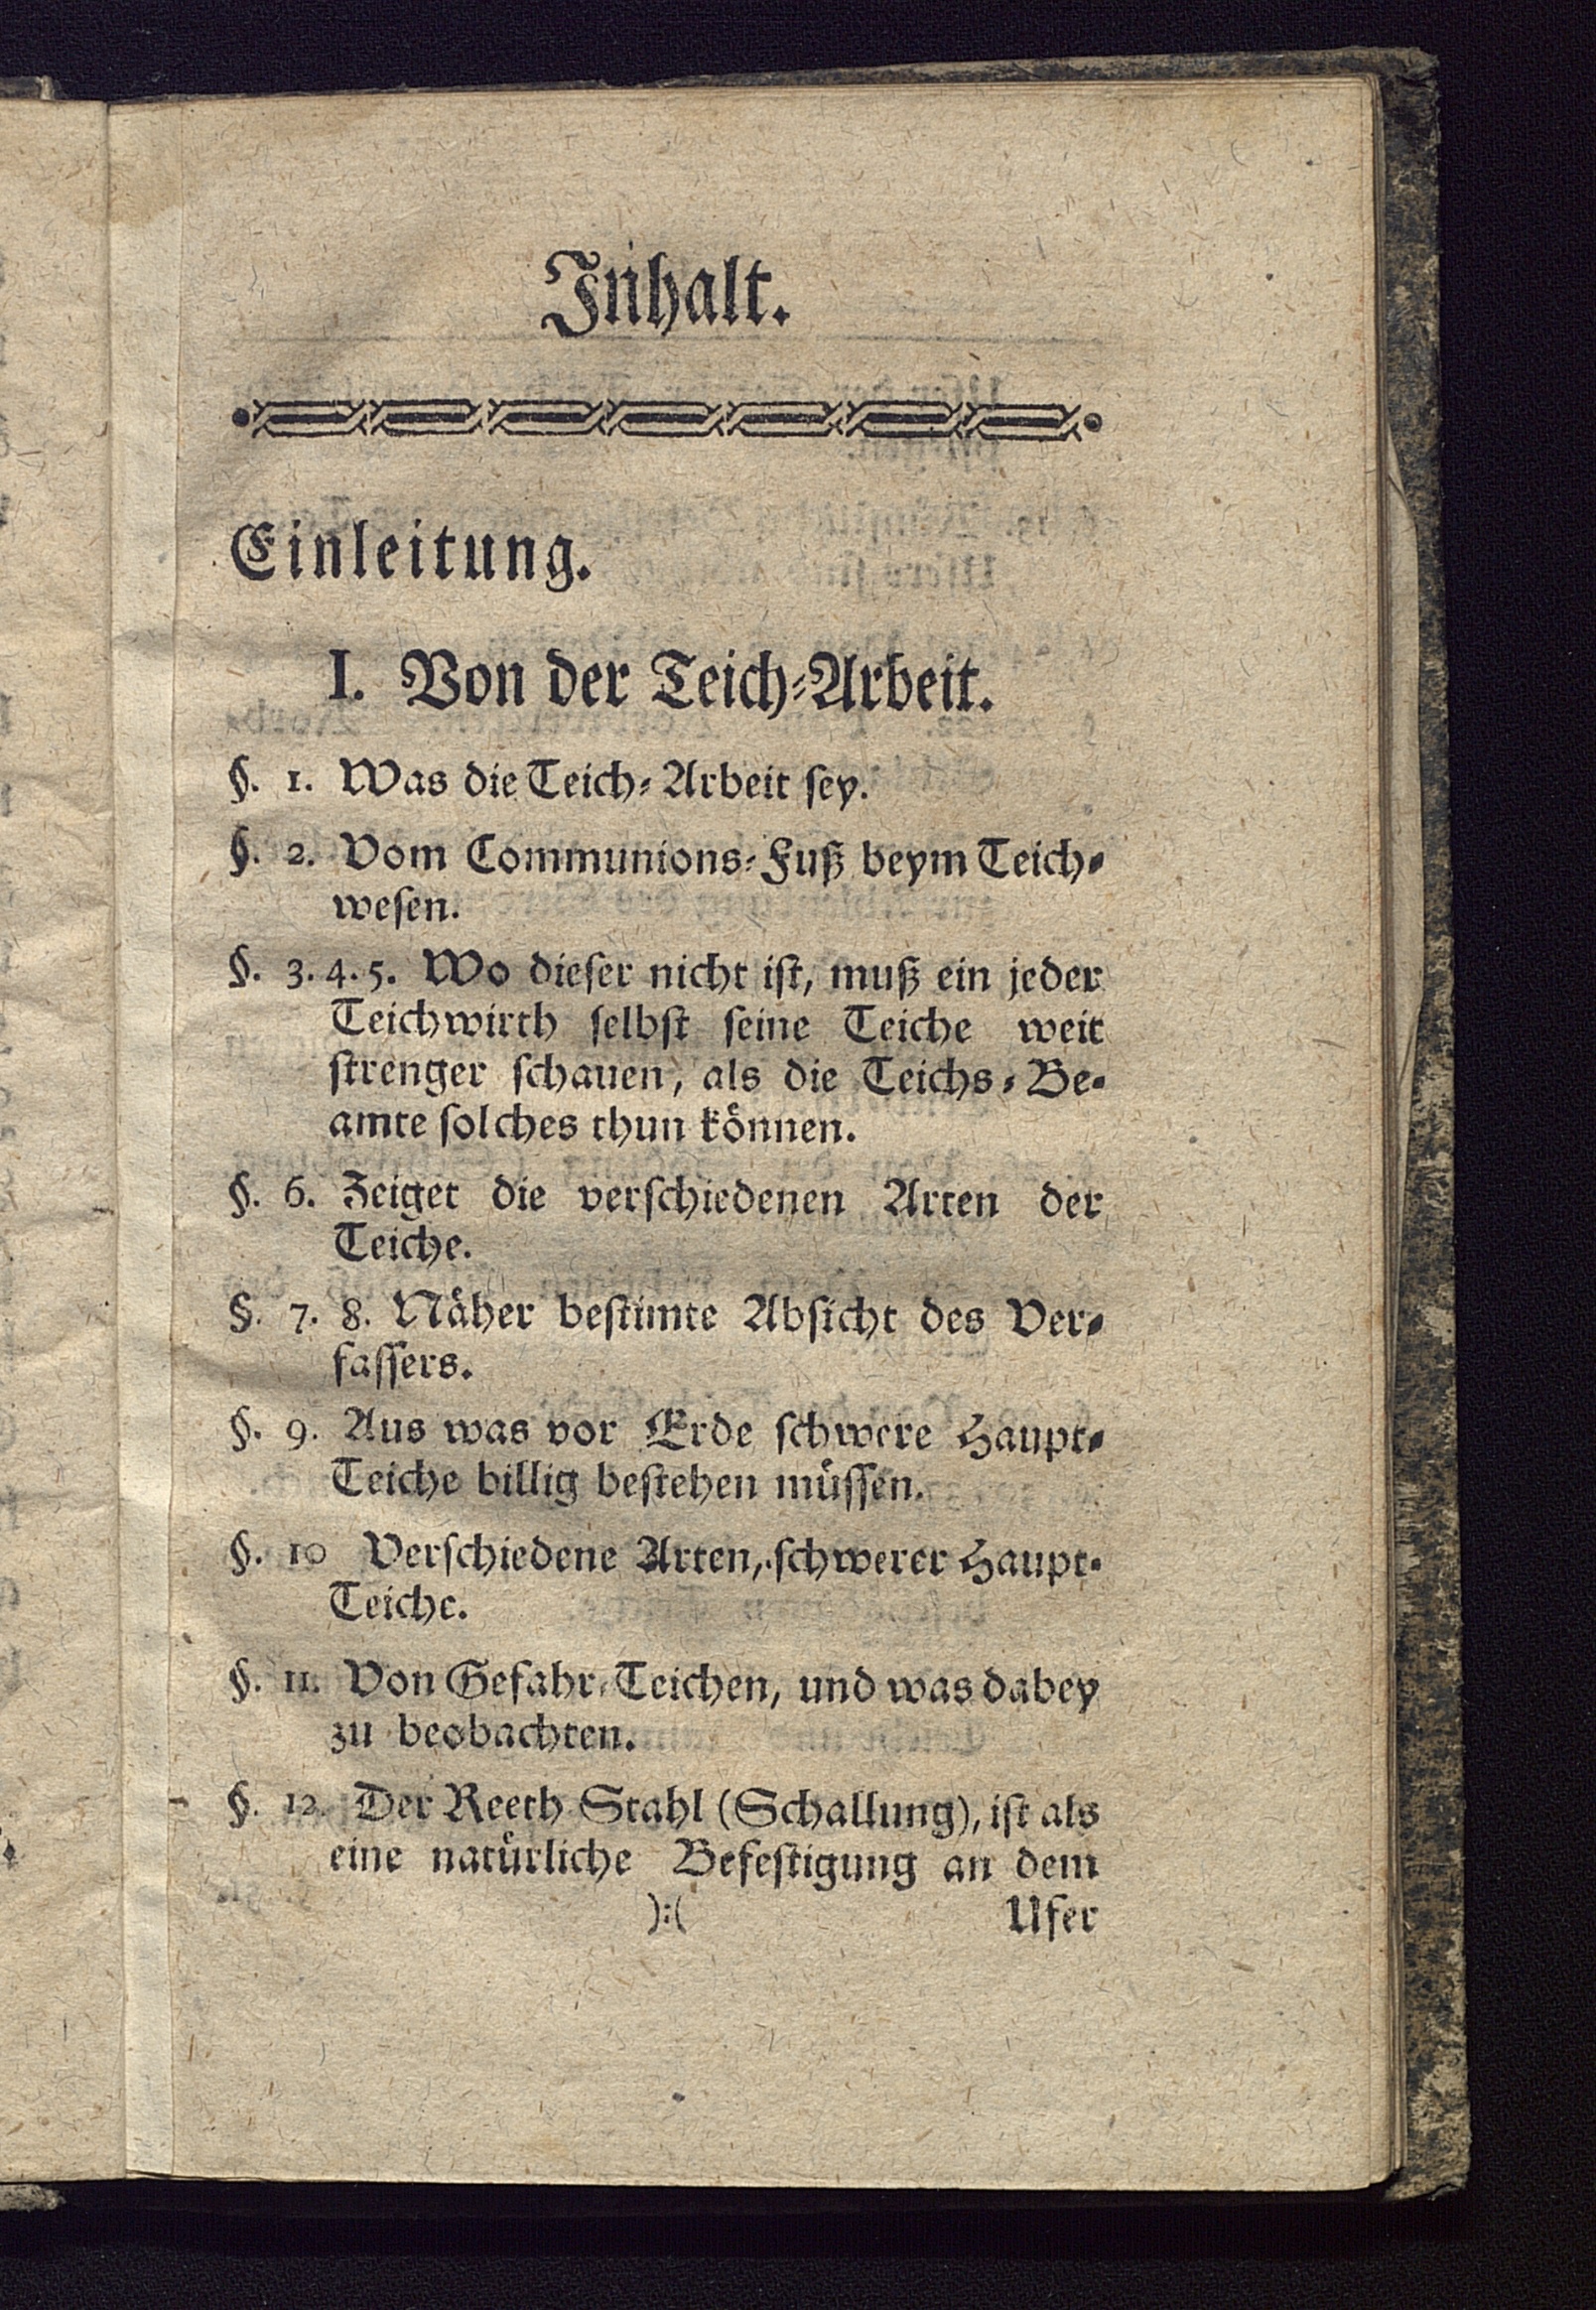 Inhalt.
Einleitung.
I. Von der Teich-Arbeit.
§. 1. Was die Teich-Arbeit sey.
§. 2. Vom Communions-Fuß beym Teich-
wesen.
§. 3. 4. 5. Wo dieser nicht ist, muß ein jeder
Teichwirth selbst seine Teiche weit
strenger schauen, als die Teichs-Be-
amte solches thun können.
§. 6. Zeiget die verschiedenen Arten der
Teiche.
§. 7. 8. Näher bestimte Absicht des Ver-
fassers.
§. 9. Aus was vor Erde schwere Haupt-
Teiche billig bestehen müssen.
§. 10 Verschiedene Arten, schwerer Haupt-
Teiche.
§. 11. Von Gefahr-Teichen, und was dabey
zu beobachten.
§. 12. Der Reeth Stahl (Schallung), ist als
eine natürliche Befestigung an dem
):( Ufer